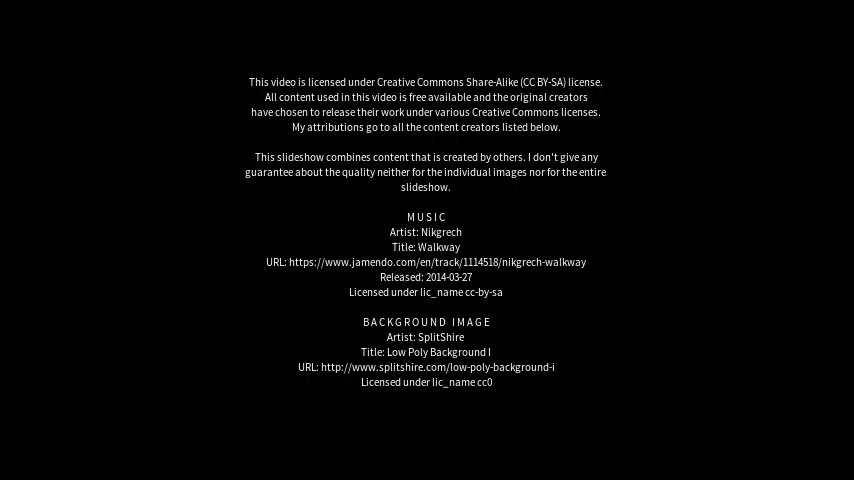 This video is licensed under Creative Commons Share-Alike (CC BY-SA) license.
All content used in this video is free available and the original creators
have chosen to release their work under various Creative Commons licenses.
My attributions go to all the content creators listed below.
This slideshow combines content that is created by others. I don't give any
guarantee about the quality neither for the individual images nor for the entire
slideshow.
MUSIC
Artist: Nikgrech
Title: Walkway
URL: https://www.jamendo.com/en/track/1114518/nikgrech-walkway
Released: 2014-03-27
Licensed under lic_name cc-by-sa
BACKGROUND IMAGE
Artist: SplitShire
Title: Low Poly Background I
URL: http://www.splitshire.com/low-poly-background-i
Licensed under lic_name cc0